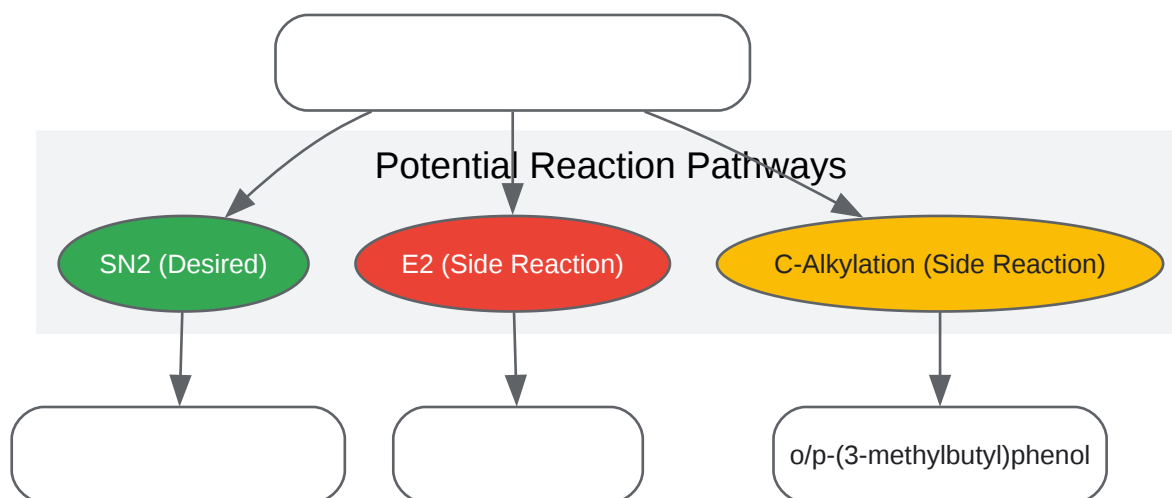 Potential Reaction Pathways
SN2 (Desired)
E2 (Side Reaction)
C-Alkylation (Side Reaction)
o/p-(3-methylbutyl)phenol